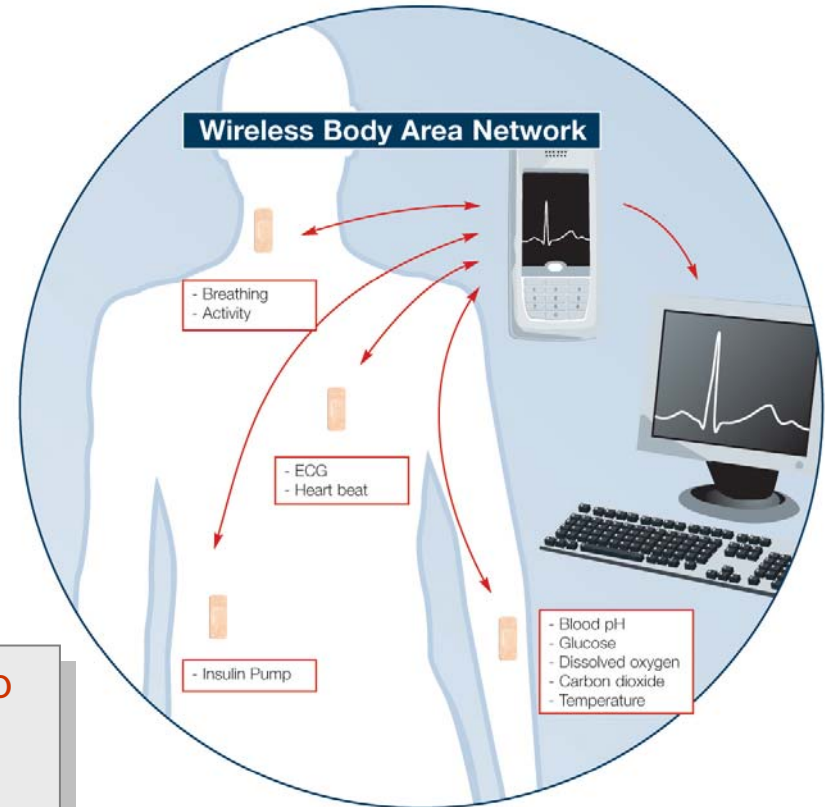 Wireless Body Area Network
- Breathing
- Activity
- ECG
- Heart beat
- Insulin Pump
- Blood pH
- Glucose
- Dissolved oxygen
- Carbon dioxide
- Temperature